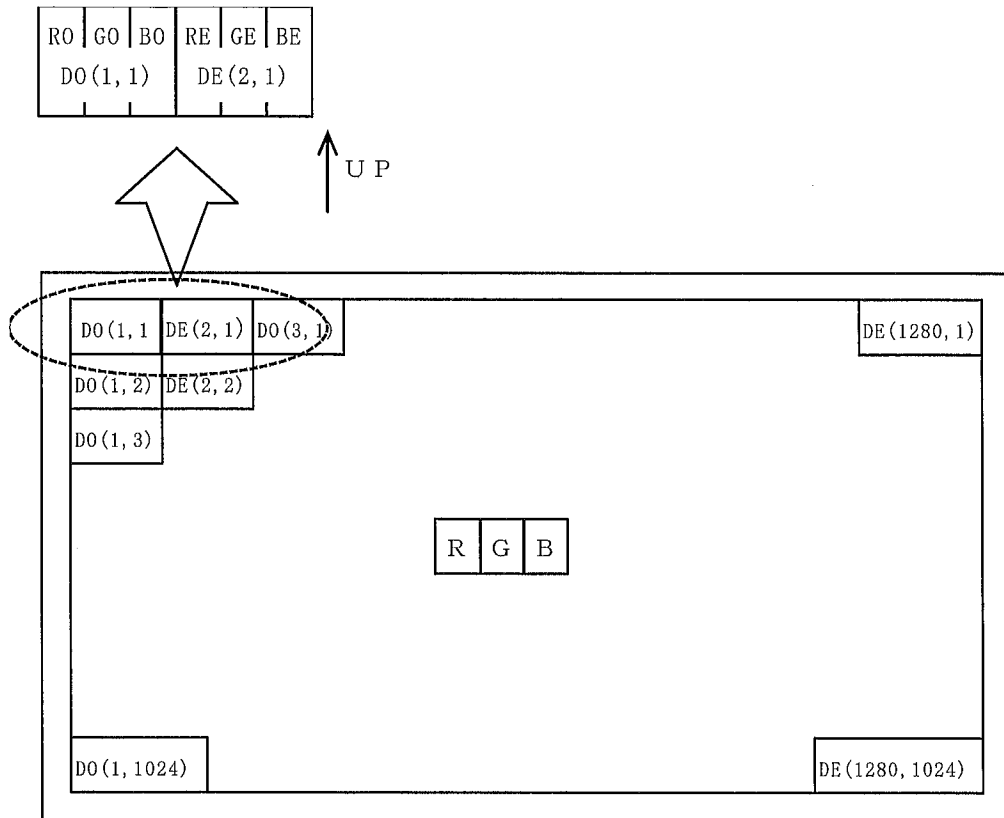 RO GO BO RE GE BE
DO(1,1) DE(2,1)
UP
DO(1,1 DE(2,1) DO(3,1) DE(1280,1)
DO(1,2) DE(2,2)
DO(1,3)
R G B
DO(1,1024) DE(1280,1024)